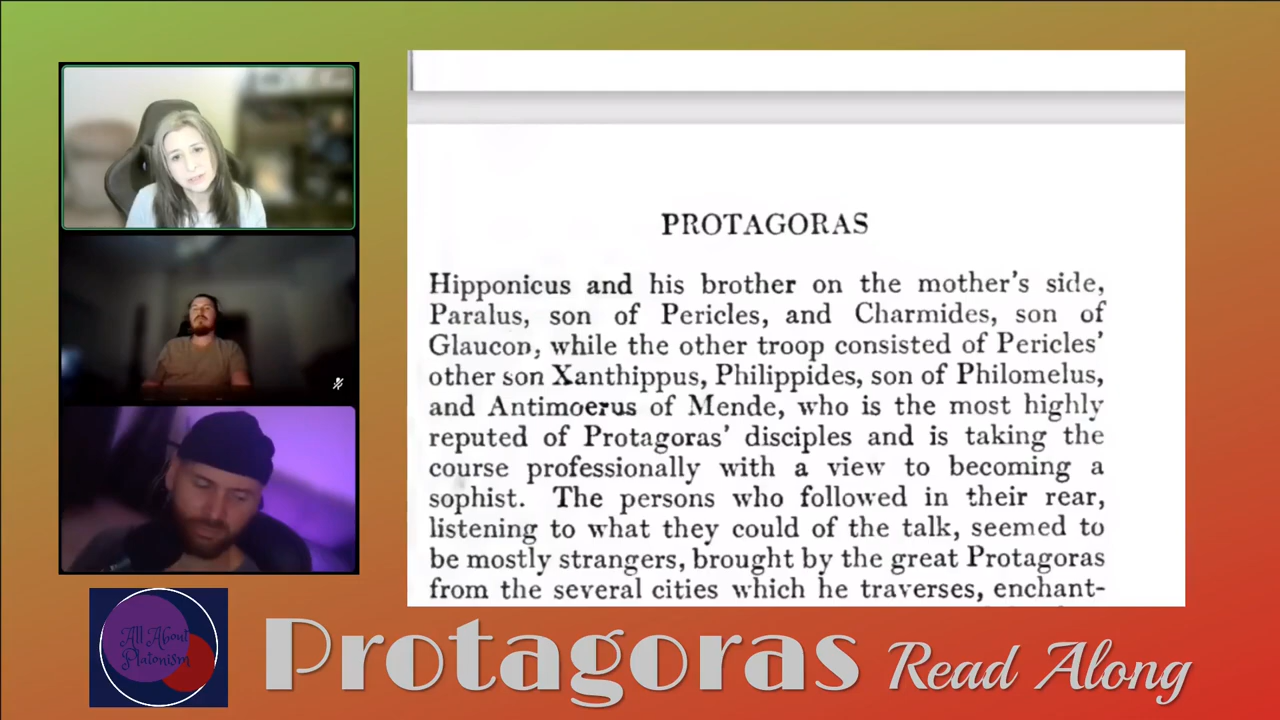 PROTAGORAS
Hipponicus and his brother on the mother's side,
Paralus, son of Pericles, and Charmides, son of
Glaucon, while the other troop consisted of Pericles'
other son Xanthippus, Philippides, son of Philomelus,
and Antimoerus of Mende, who is the most highly
reputed of Protagoras' disciples and is taking the
course professionally with a view to becoming a
sophist. The persons who followed in their rear,
listening to what they could of the talk, seemed to
be mostly strangers, brought by the great Protagoras
from the several cities which he traverses, enchant-
All About
Platonism
Protagoras Read Along